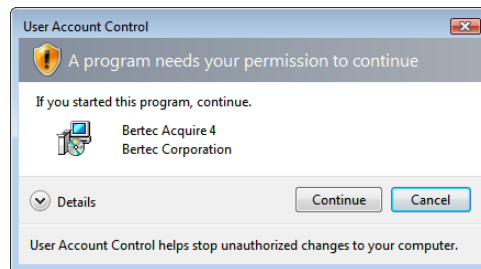 User Account Control
A program needs your permission to continue
If you started this program, continue.
Bertec Acquire 4
Bertec Corporation
Details
Continue
Cancel
User Account Control helps stop unauthorized changes to your computer.